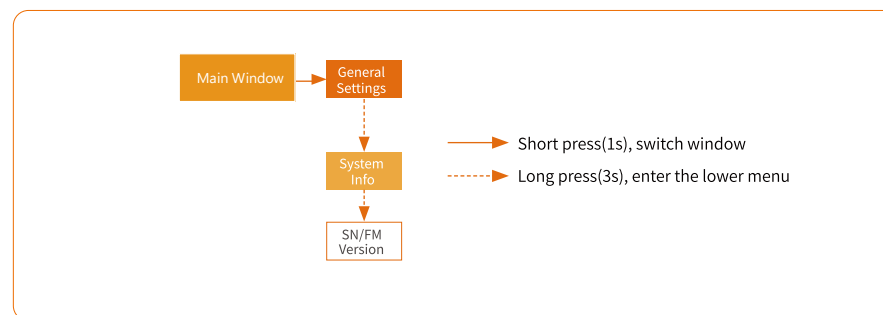 Main Window
General
Settings
System
Info
SN/FM
Version
Short press(1s), switch window
Long press(3s), enter the lower menu